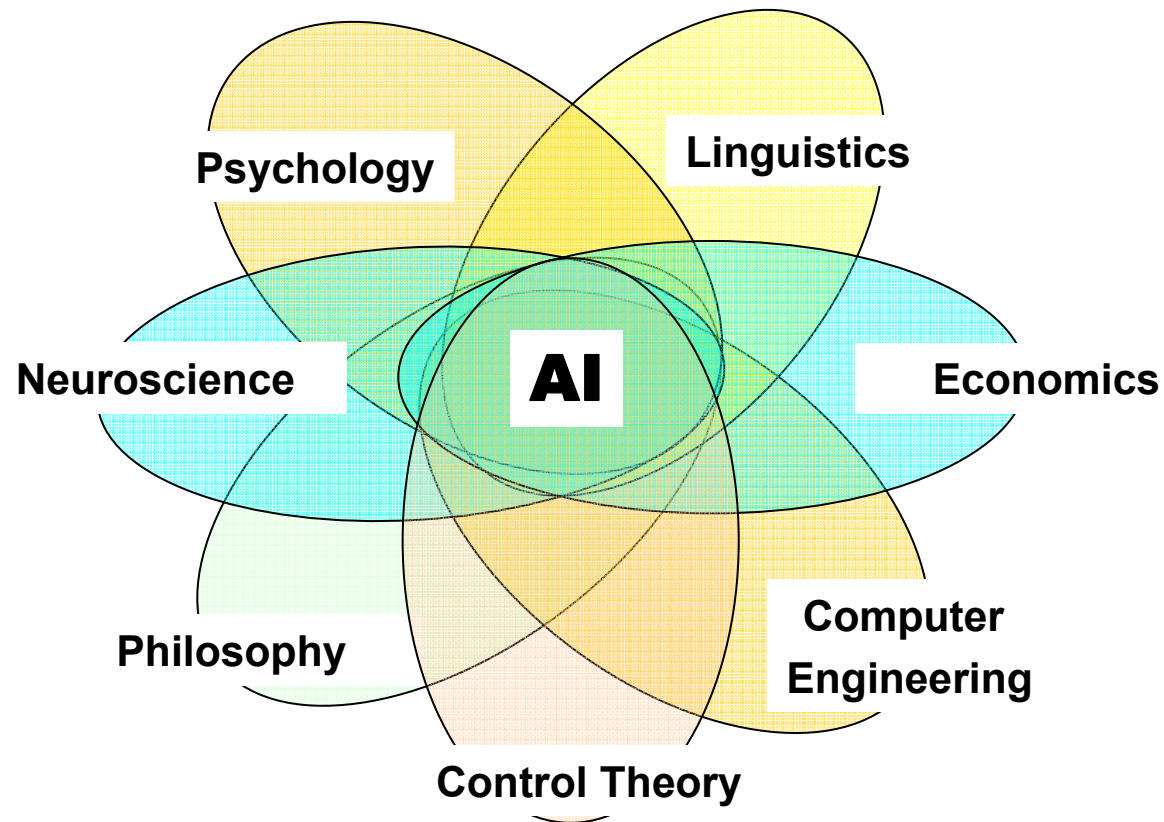 Psychology
Linguistics
Neuroscience
AI
Economics
Philosophy
Computer
Engineering
Control Theory